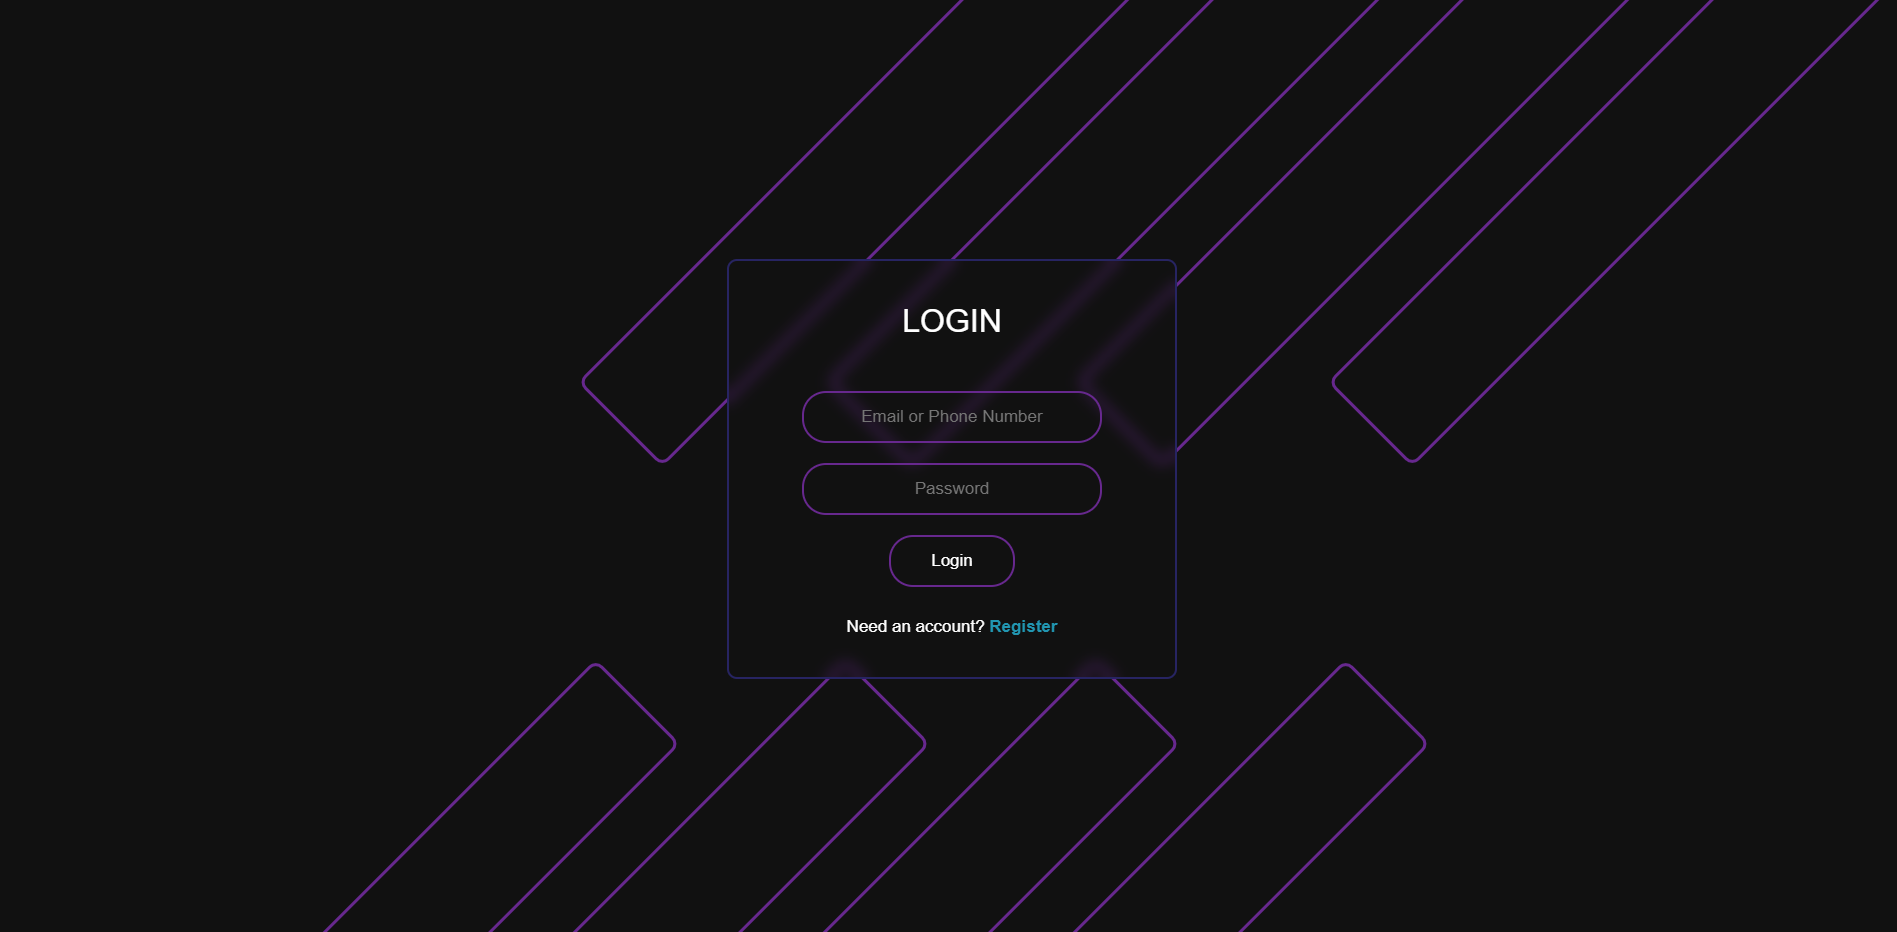 LOGIN
Email or Phone Number
Password
Login
Need an account? Register